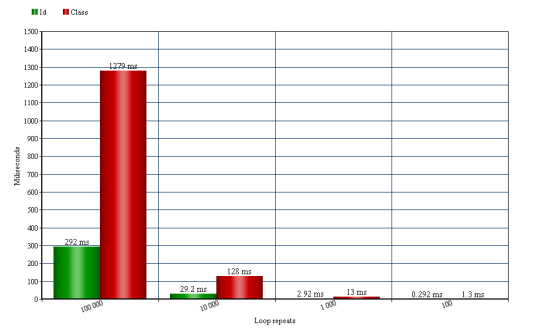 Id Class
1500
1400
1300
1279 ms
1200
1100
1000
900
800
Miliseconds
700
600
500
400
300
292 ms
200
128 ms
100
29.2 ms
2.92 ms 13 ms 0.292 ms 1.3 ms
0
100 000 10 000 1 000 100
Loop repeats